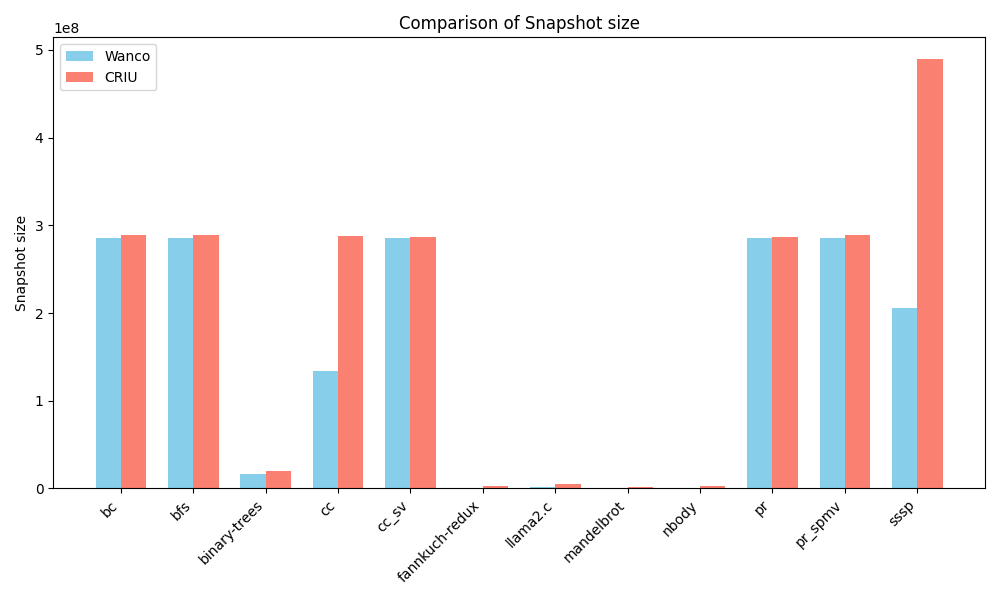 Comparison of Snapshot size
1e8
Wanco
CRIU
Snapshot size
5
4
3
2
1
0
bc
bfs
binary-trees
cc
cc_sv
fannkuch-redux
llama2.c
mandelbrot
nbody
pr
pr_spmv
sssp